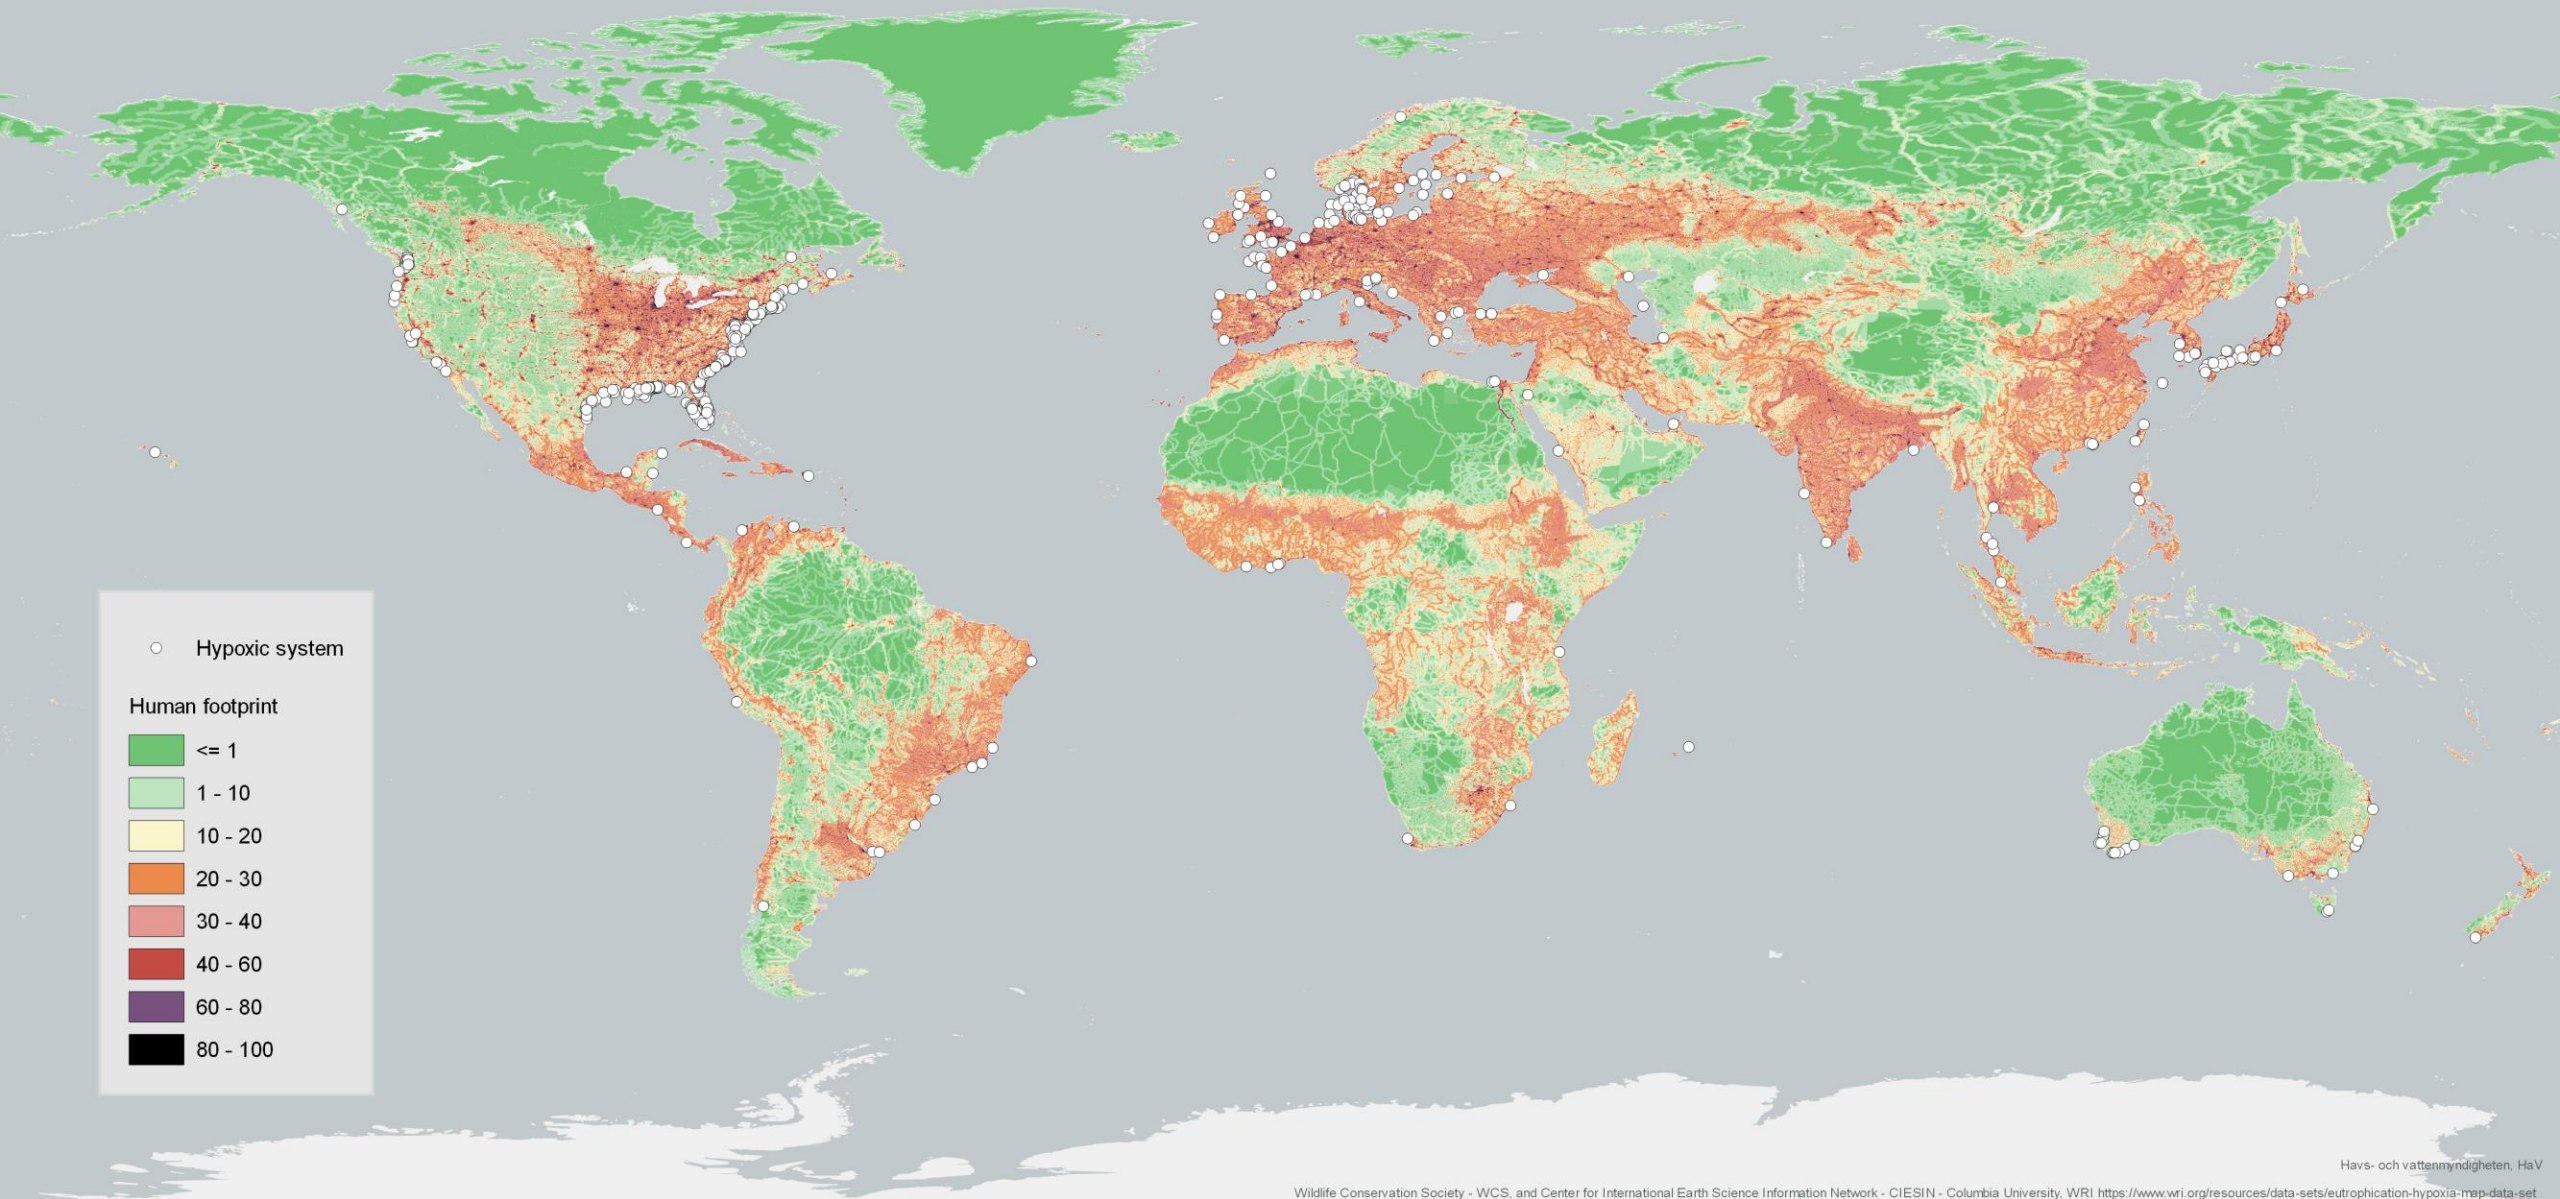 Hypoxic system
Human footprint
<= 1
1 - 10
10 - 20
20 - 30
30 - 40
40 - 60
60 - 80
80 - 100
Havs- och vattenmyndigheten, HaV
Wildlife Conservation Society - WCS, and Center for International Earth Science Information Network - CIESIN - Columbia University, WRI https://www.wri.org/resources/data-sets/eutrophication-hypoxia-map-data-set